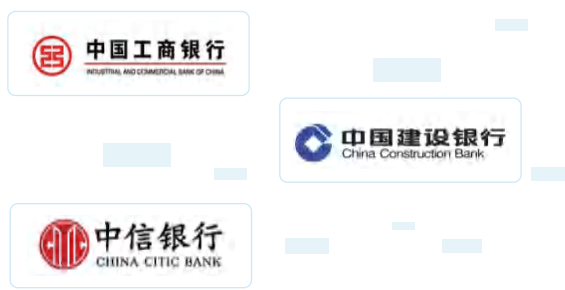 中国工商银行
INDUSTRIAL AND COMMERCIAL BANK OF CHINA
中国建设银行
China Construction Bank
中信银行
CHINA CITIC BANK